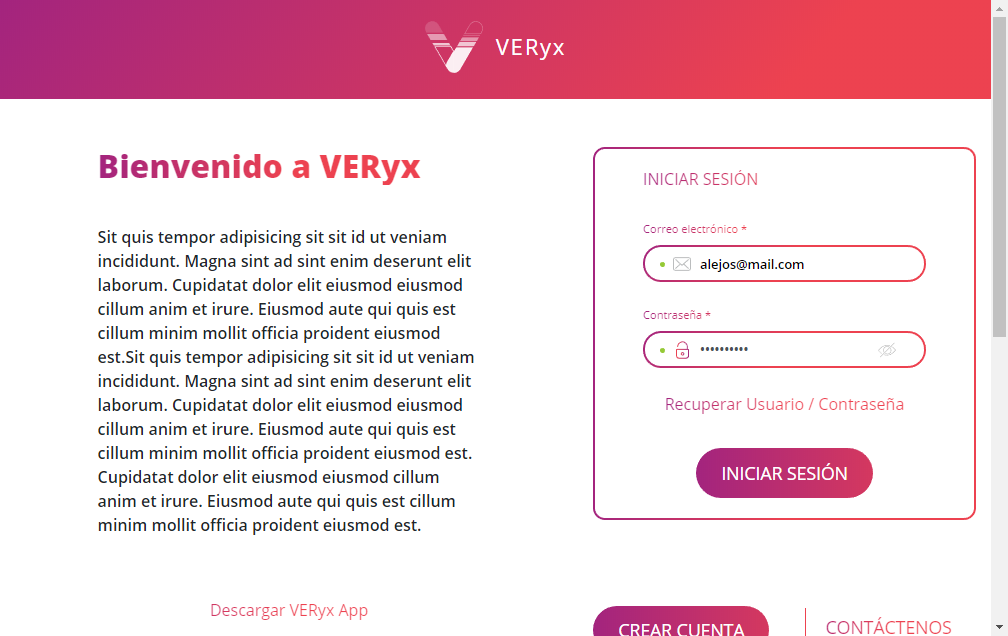 VERyx
Bienvenido a VERyx
Sit quis tempor adipisicing sit sit id ut veniam
incididunt. Magna sint ad sint enim deserunt elit
laborum. Cupidatat dolor elit eiusmod eiusmod
cillum anim et irure. Eiusmod aute qui quis est
cillum minim mollit officia proident eiusmod
est.Sit quis tempor adipisicing sit sit id ut veniam
incididunt. Magna sint ad sint enim deserunt elit
laborum. Cupidatat dolor elit eiusmod eiusmod
cillum anim et irure. Eiusmod aute qui quis est
cillum minim mollit officia proident eiusmod est.
Cupidatat dolor elit eiusmod eiusmod cillum
anim et irure. Eiusmod aute qui quis est cillum
minim mollit officia proident eiusmod est.
Descargar VERyx App
INICIAR SESIÓN
Correo electrónico *
alejos@mail.com
Contraseña *
••••••••••
Recuperar Usuario / Contraseña
INICIAR SESIÓN
CREAR CUENTA
CONTÁCTENOS